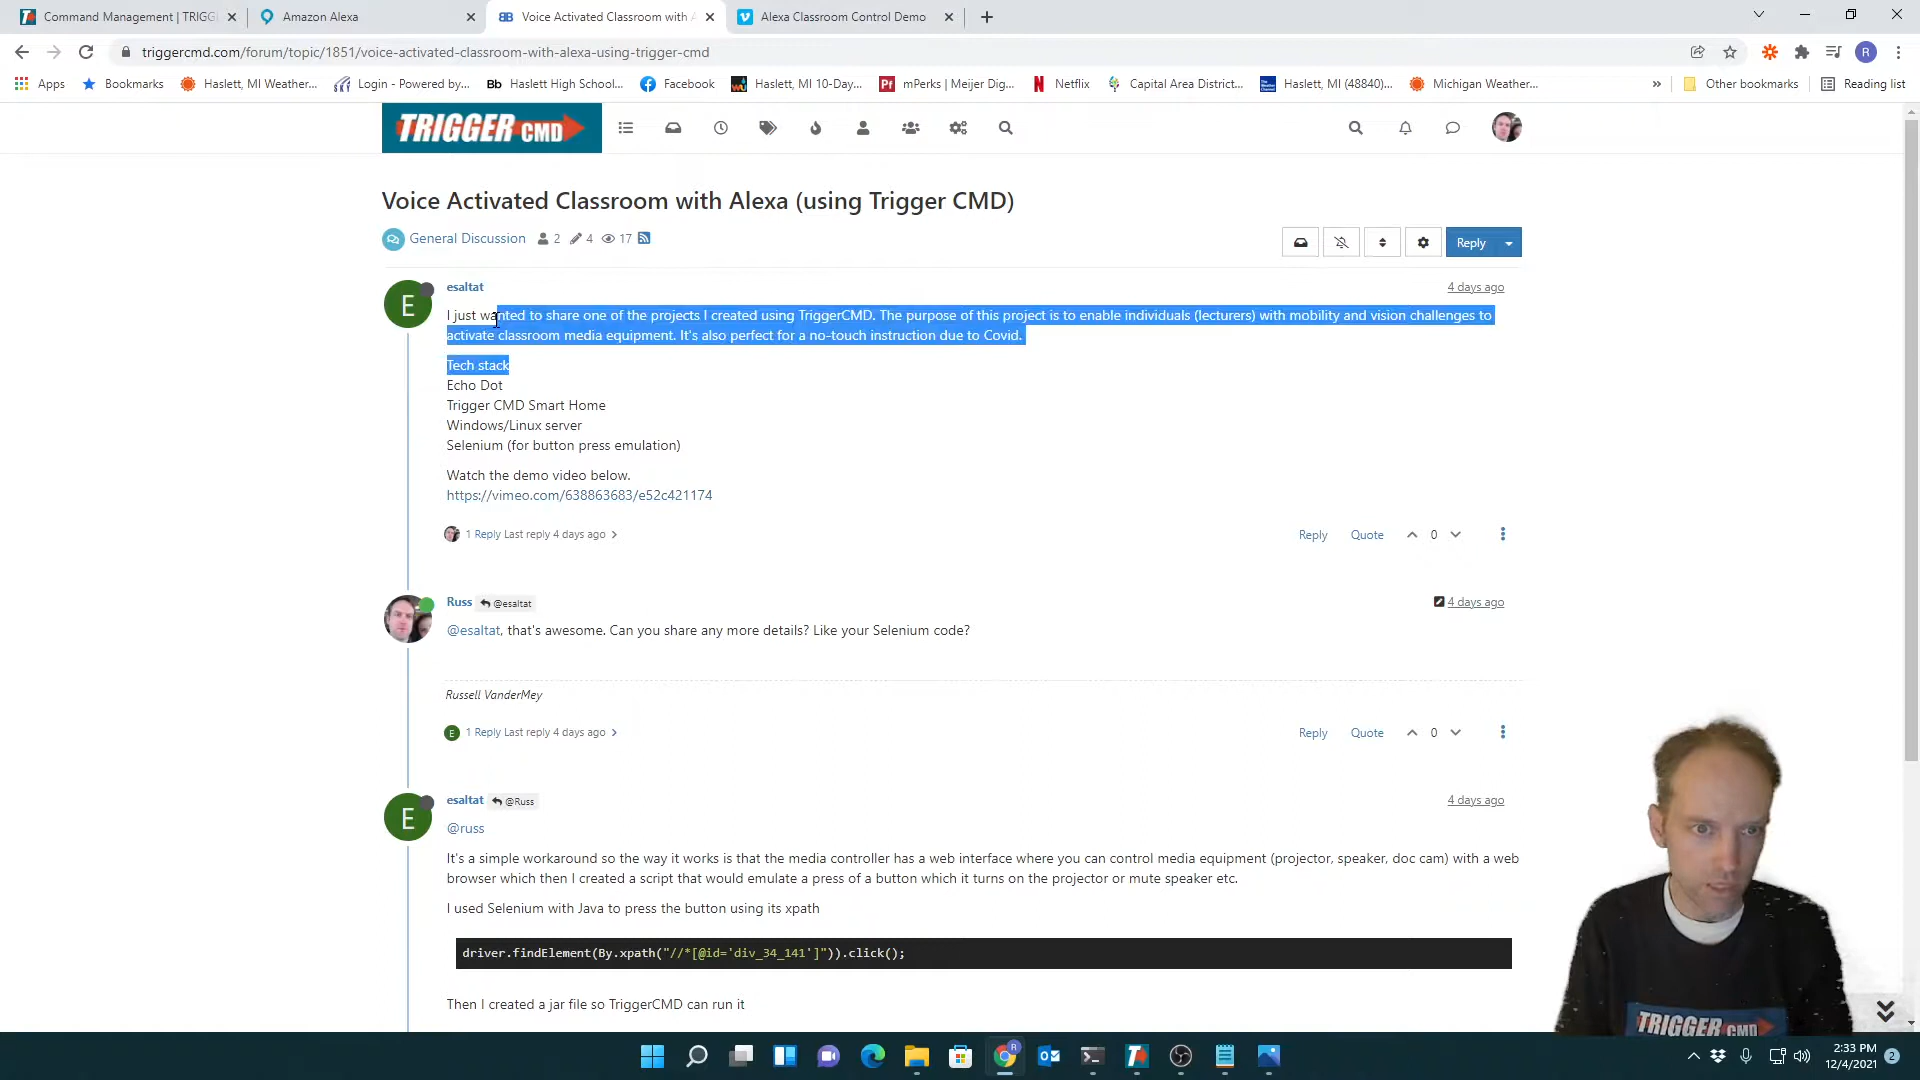 Command Management | TRIGG
Amazon Alexa
Voice Activated Classroom with A
Alexa Classroom Control Demo
triggercmd.com/forum/topic/1851/voice-activated-classroom-with-alexa-using-trigger-cmd
R
Apps
Bookmarks
Haslett, MI Weather...
Login - Powered by...
Bb Haslett High School...
Facebook
Haslett, MI 10-Day...
mPerks | Meijer Dig...
Netflix
Capital Area District...
Haslett, MI (48840)...
Michigan Weather...
»
Other bookmarks
Reading list
TRIGGER CMD
Voice Activated Classroom with Alexa (using Trigger CMD)
General Discussion 2 4 17
Reply
E
esaltat
4 days ago
I just wanted to share one of the projects I created using TriggerCMD. The purpose of this project is to enable individuals (lecturers) with mobility and vision challenges to
activate classroom media equipment. It's also perfect for a no-touch instruction due to Covid.
Tech stack
Echo Dot
Trigger CMD Smart Home
Windows/Linux server
Selenium (for button press emulation)
Watch the demo video below.
https://vimeo.com/638863683/e52c421174
1 Reply Last reply 4 days ago
Reply Quote 0
Russ @esaltat
4 days ago
@esaltat, that's awesome. Can you share any more details? Like your Selenium code?
Russell VanderMey
E 1 Reply Last reply 4 days ago
Reply Quote 0
E
esaltat @Russ
4 days ago
@russ
It's a simple workaround so the way it works is that the media controller has a web interface where you can control media equipment (projector, speaker, doc cam) with a web
browser which then I created a script that would emulate a press of a button which it turns on the projector or mute speaker etc.
I used Selenium with Java to press the button using its xpath
driver.findElement(By.xpath("//*[@id='div_34_141']")).click();
Then I created a jar file so TriggerCMD can run it
TRIGGER CMD
2:33 PM
12/4/2021
2